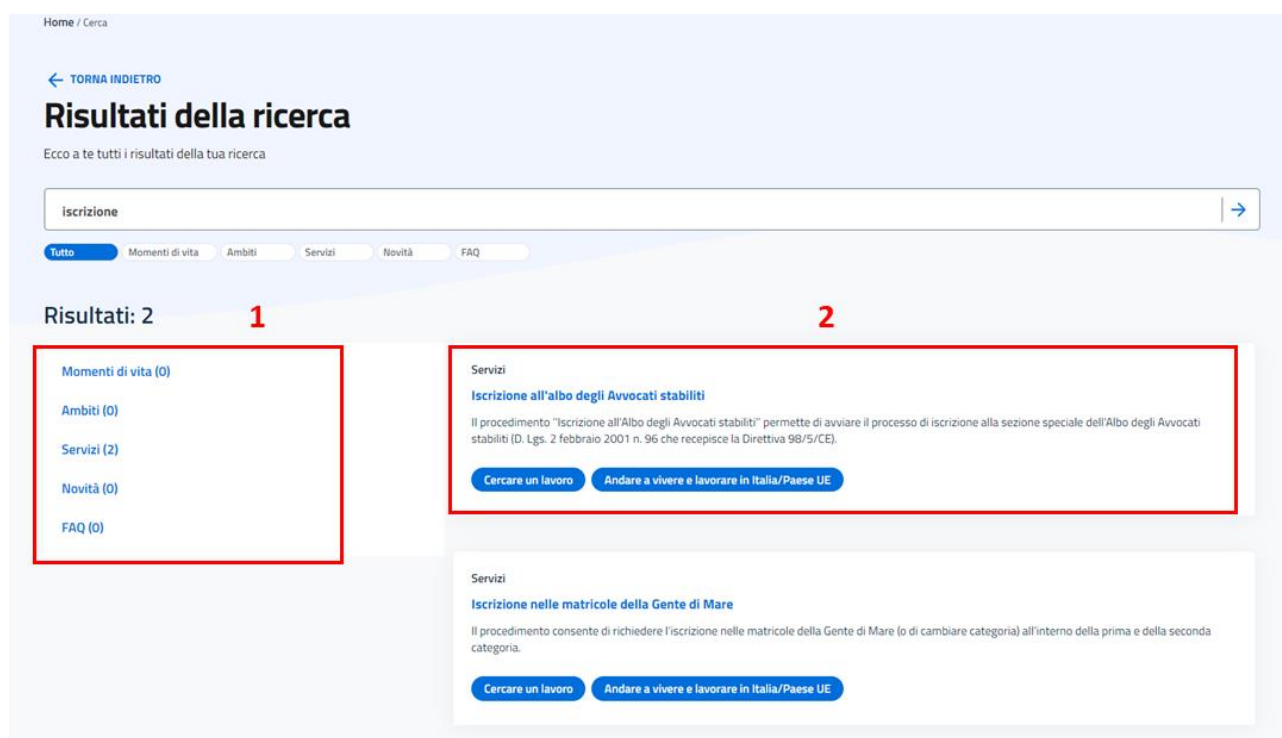 Home / Cerca
← TORNA INDIETRO
Risultati della ricerca
Ecco a te tutti i risultati della tua ricerca
iscrizione
Tutto Momenti di vita Ambiti Servizi Novità FAQ
Risultati: 2
1
2
Momenti di vita (0)
Ambiti (0)
Servizi (2)
Novità (0)
FAQ (0)
Servizi
Iscrizione all'albo degli Avvocati stabiliti
Il procedimento "Iscrizione all'Albo degli Avvocati stabiliti" permette di avviare il processo di iscrizione alla sezione speciale dell'Albo degli Avvocati
stabiliti (D. Lgs. 2 febbraio 2001 n. 96 che recepisce la Direttiva 98/5/CE).
Cercare un lavoro Andare a vivere e lavorare in Italia/Paese UE
Servizi
Iscrizione nelle matricole della Gente di Mare
Il procedimento consente di richiedere l'iscrizione nelle matricole della Gente di Mare (o di cambiare categoria) all'interno della prima e della seconda
categoria.
Cercare un lavoro Andare a vivere e lavorare in Italia/Paese UE